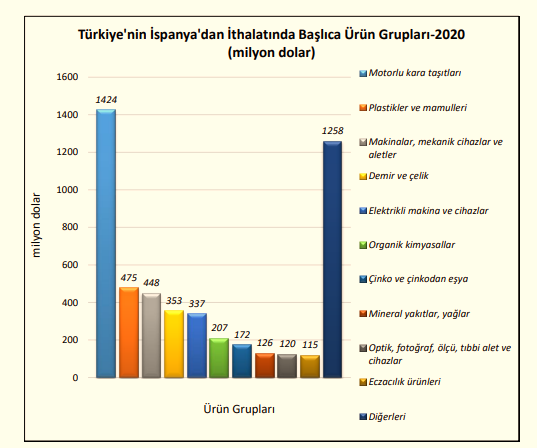 Türkiye'nin İspanya'dan İthalatında Başlıca Ürün Grupları-2020
(milyon dolar)
milyon dolar
1600
1400
1200
1000
800
600
400
200
0
1424
475
448
353
337
207
172
126
120
115
1258
Ürün Grupları
Motorlu kara taşıtları
Plastikler ve mamulleri
Makinalar, mekanik cihazlar ve
aletler
Demir ve çelik
Elektrikli makina ve cihazlar
Organik kimyasallar
Çinko ve çinkodan eşya
Mineral yakıtlar, yağlar
Optik, fotoğraf, ölçü, tıbbi alet ve
cihazlar
Eczacılık ürünleri
Diğerleri